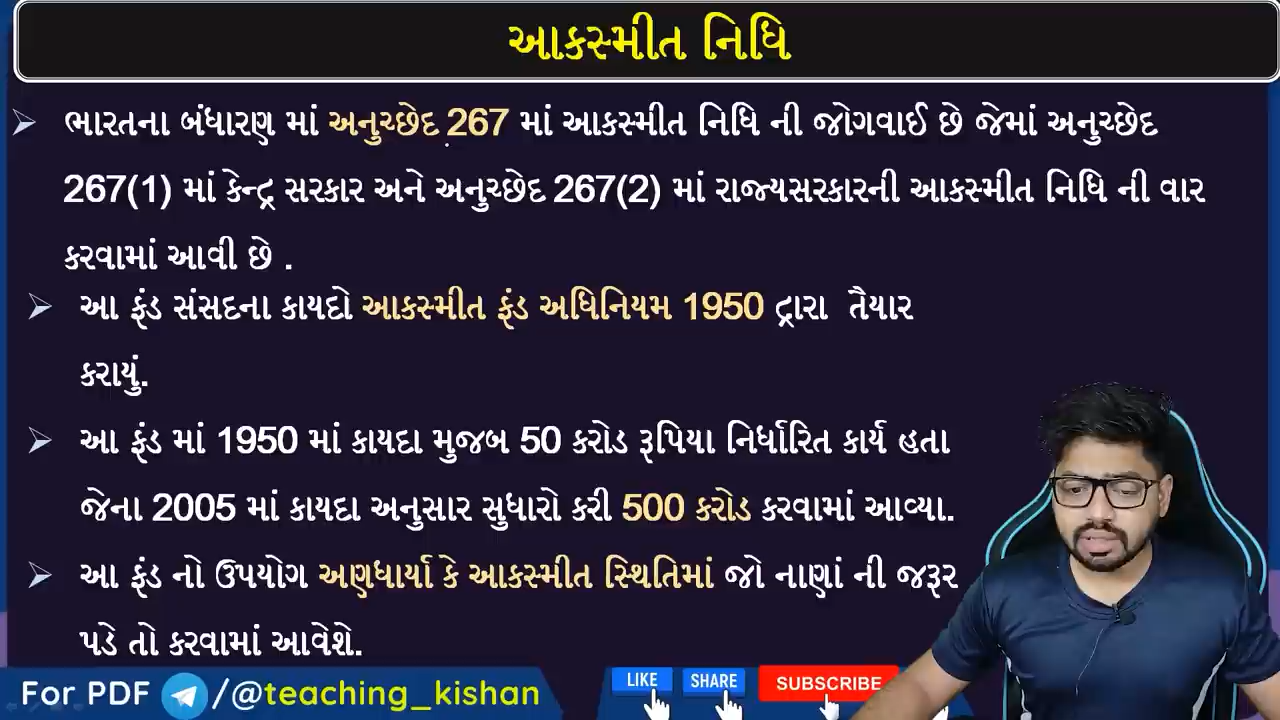 આકસ્મીત નિધિ
ભારતના બંધારણ માં અનુચ્છેદ 267 માં આકસ્મીત નિધિ ની જોગવાઈ છે જેમાં અનુચ્છેદ
267(1) માં કેન્દ્ર સરકાર અને અનુચ્છેદ 267(2) માં રાજ્યસરકારની આકસ્મીત નિધિ ની વાર
કરવામાં આવી છે .
આ ફંડ સંસદના કાયદો આકસ્મીત ફંડ અધિનિયમ 1950 દ્રારા તૈયાર
કરાયું.
આ ફંડ માં 1950 માં કાયદા મુજબ 50 કરોડ રૂપિયા નિર્ધારિત કાર્ય હતા
જેના 2005 માં કાયદા અનુસાર સુધારો કરી 500 કરોડ કરવામાં આવ્યા.
આ ફંડ નો ઉપયોગ અણધાર્યા કે આકસ્મીત સ્થિતિમાં જો નાણાં ની જરૂર
પડે તો કરવામાં આવેશે.
For PDF /@teaching_kishan
LIKE SHARE SUBSCRIBE